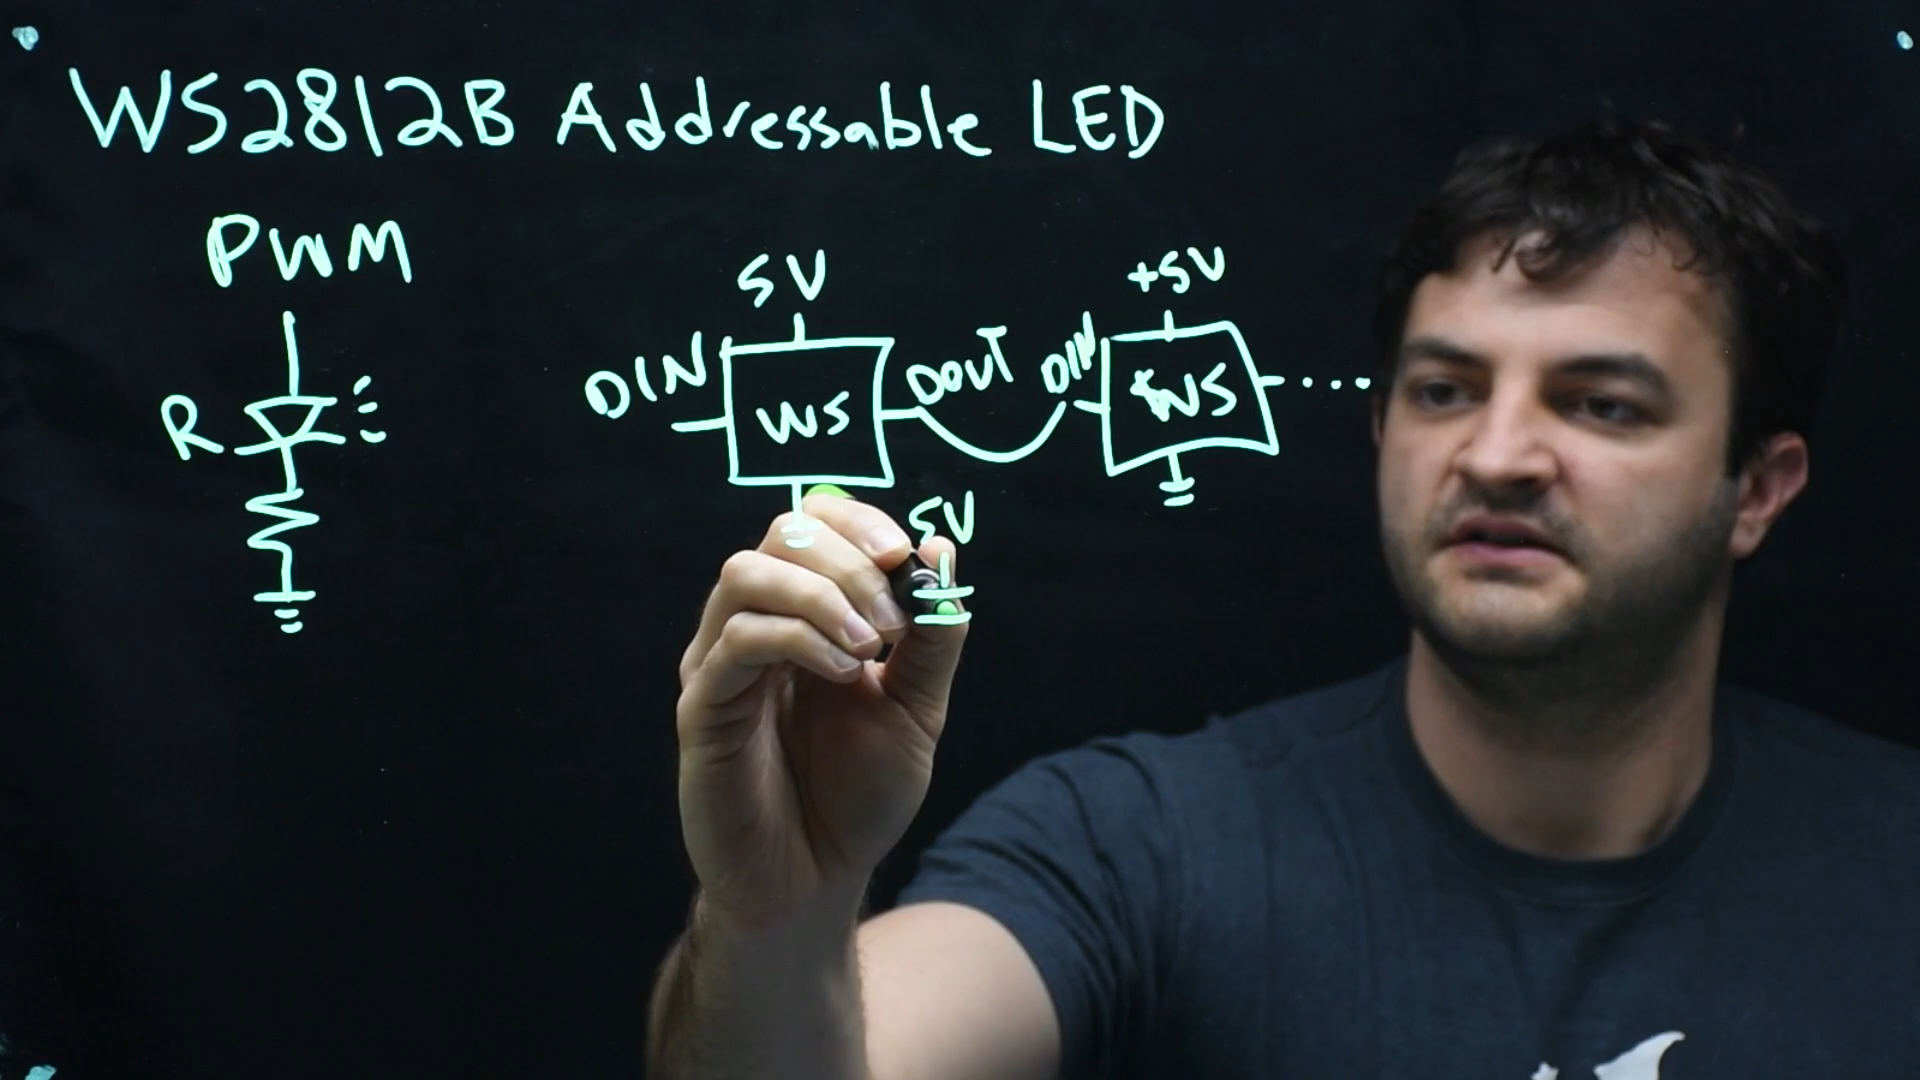 WS2812B Addressable LED
PWM
R
5V
DIN
WS
DOUT
+5V
DIN
WS
....
5V